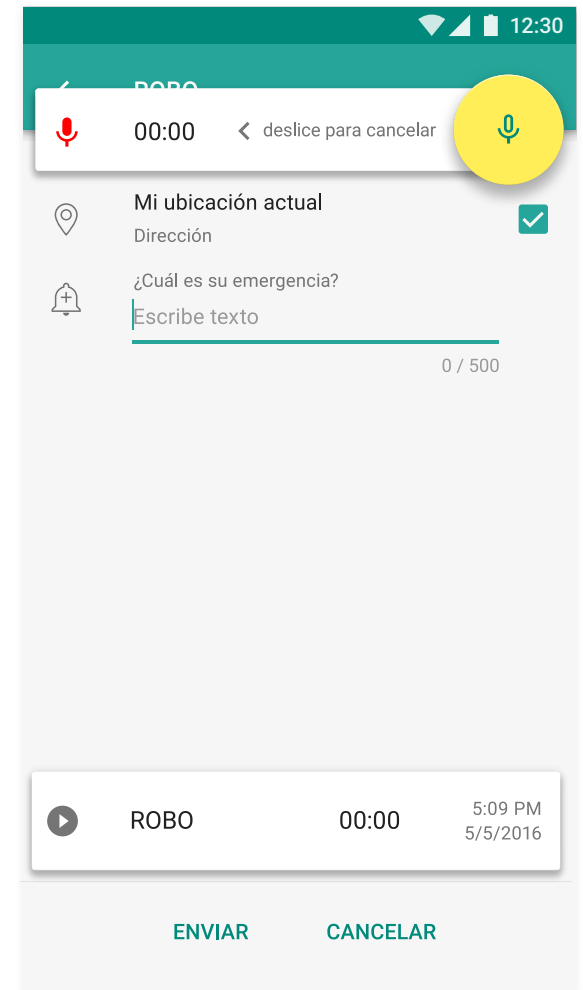 12:30
ROBO
00:00 deslice para cancelar
Mi ubicación actual
Dirección
¿Cuál es su emergencia?
Escribe texto
0 / 500
ROBO 00:00 5:09 PM
5/5/2016
ENVIAR CANCELAR